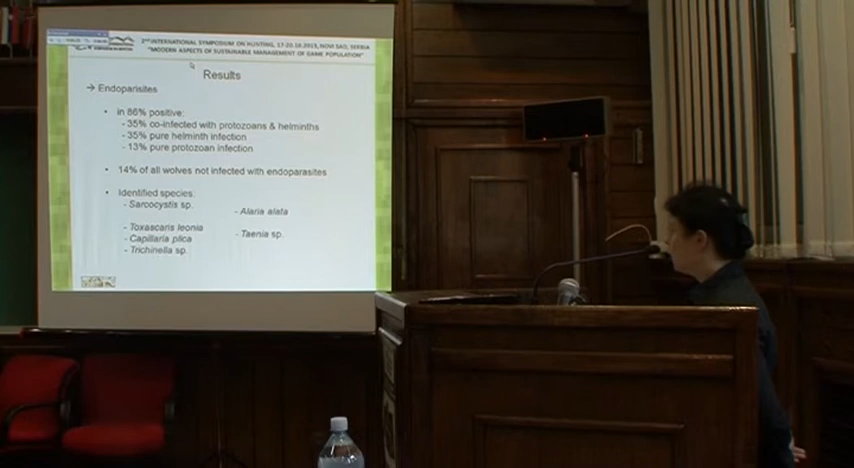 2nd INTERNATIONAL SYMPOSIUM ON HUNTING, 17-20.10.2013, NOVI SAD, SERBIA
"MODERN ASPECTS OF SUSTAINABLE MANAGEMENT OF GAME POPULATION"
Results
→ Endoparisites
• in 86% positive:
- 35% co-infected with protozoans & helminths
- 35% pure helminth infection
- 13% pure protozoan infection
• 14% of all wolves not infected with endoparasites
• Identified species:
- Sarcocystis sp.
- Alaria alata
- Toxascaris leonia
- Taenia sp.
- Capillaria plica
- Trichinella sp.